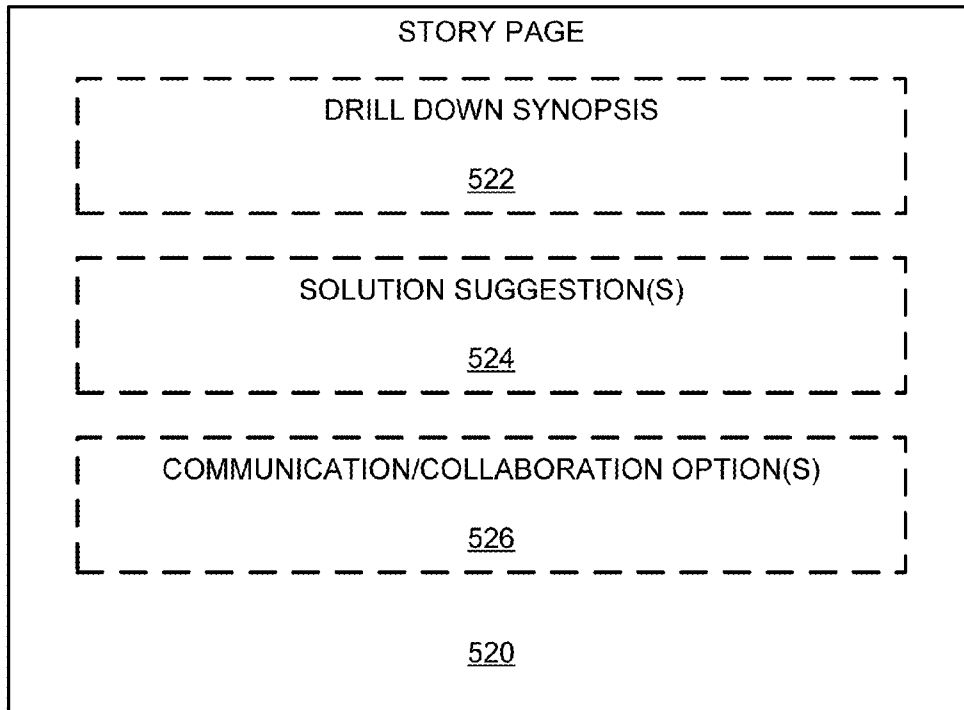 STORY PAGE
DRILL DOWN SYNOPSIS
522
SOLUTION SUGGESTION(S)
524
COMMUNICATION/COLLABORATION OPTION(S)
526
520